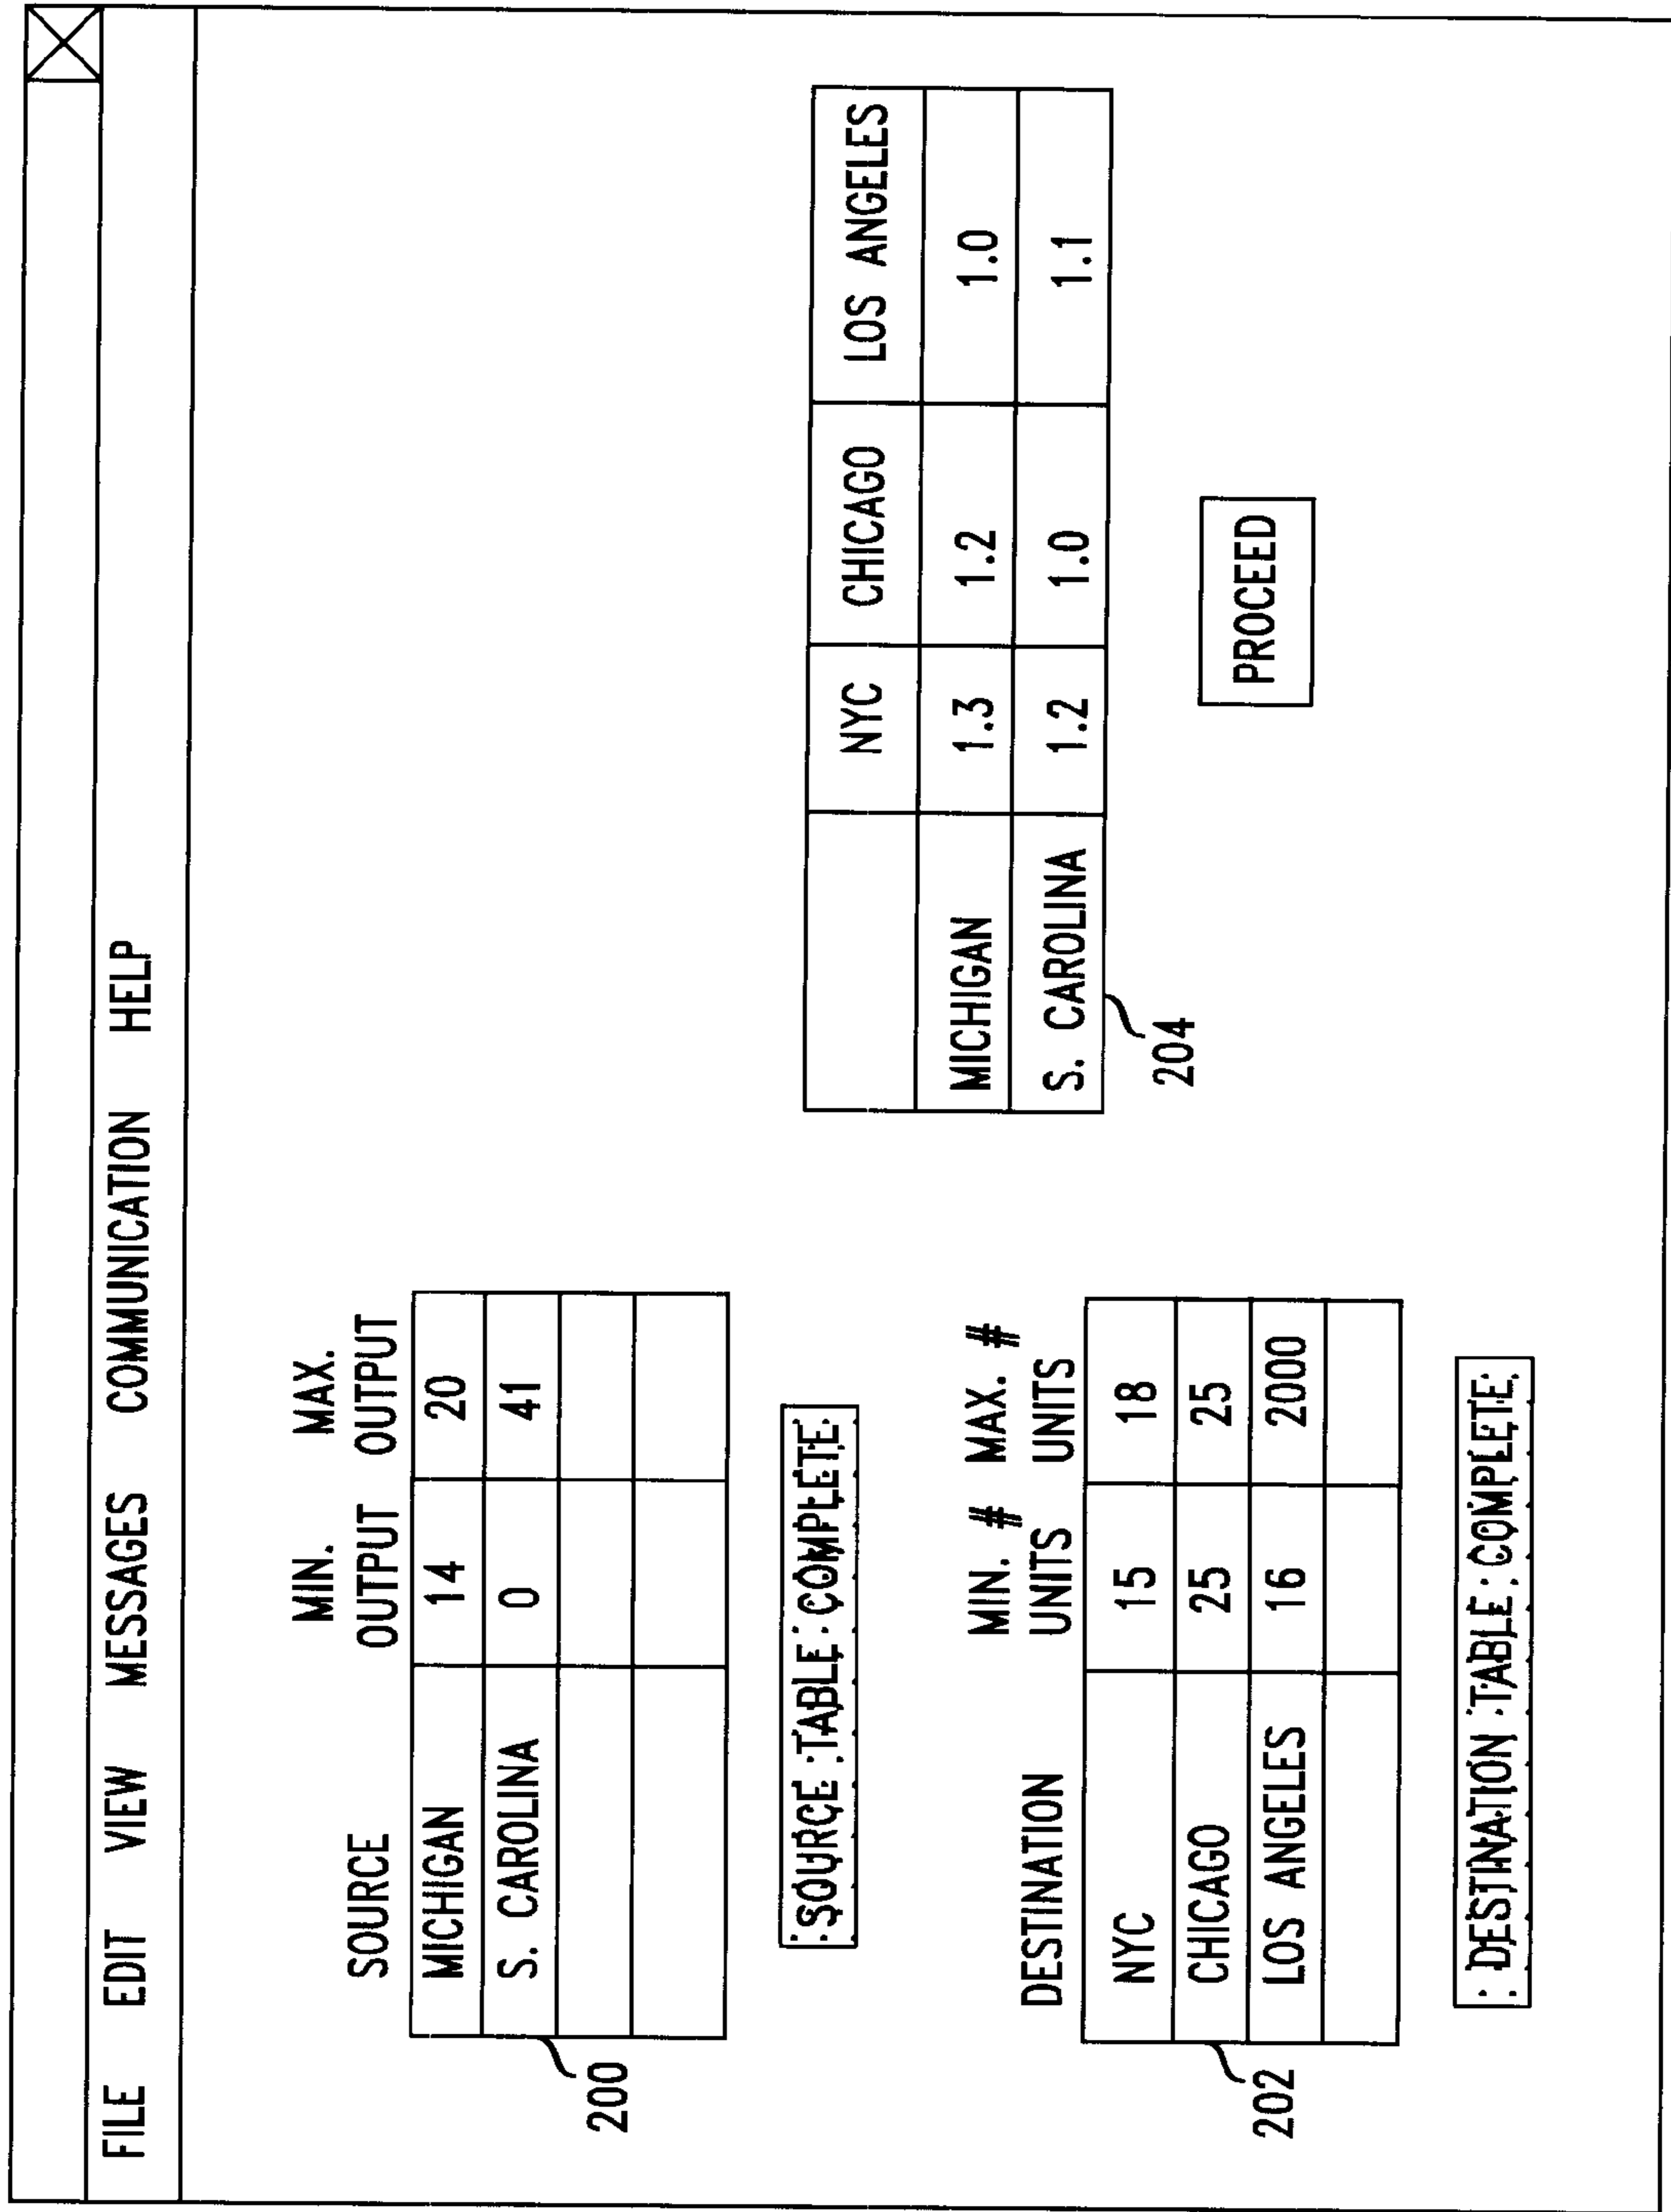 FILE EDIT VIEW MESSAGES COMMUNICATION HELP
MIN. MAX.
SOURCE OUTPUT OUTPUT
MICHIGAN 14 20
S. CAROLINA 0 41
200
SOURCE TABLE COMPLETE
MIN. # MAX. #
DESTINATION UNITS UNITS
NYC 15 18
CHICAGO 25 25
LOS ANGELES 16 2000
202
DESTINATION TABLE COMPLETE
NYC CHICAGO LOS ANGELES
MICHIGAN 1.3 1.2 1.0
S. CAROLINA 1.2 1.0 1.1
204
PROCEED